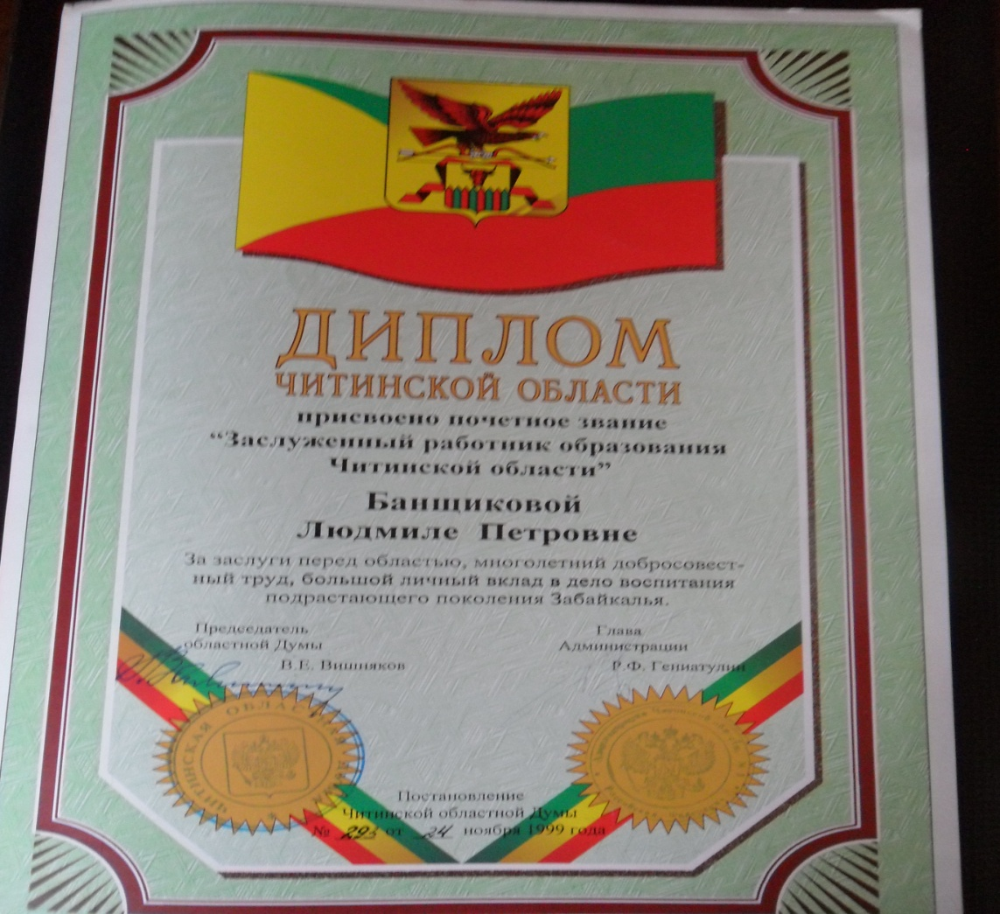 ДИПЛОМ
ЧИТИНСКОЙ ОБЛАСТИ
присвоено почетное звание
“Заслуженный работник образования
Читинской области”
Банщиковой
Людмиле Петровне
За заслуги перед областью, многолетний добросовест-
ный труд, большой личный вклад в дело воспитания
подрастающего поколения Забайкалья.
Председатель
областной Думы
В.Е. Вишняков
Глава
Администрации
Р.Ф. Гениатулин
ЧИТИНСКАЯ ОБЛАСТНАЯ ДУМА
Постановление
Читинской областной Думы
№ 293 от 24 ноября 1999 года